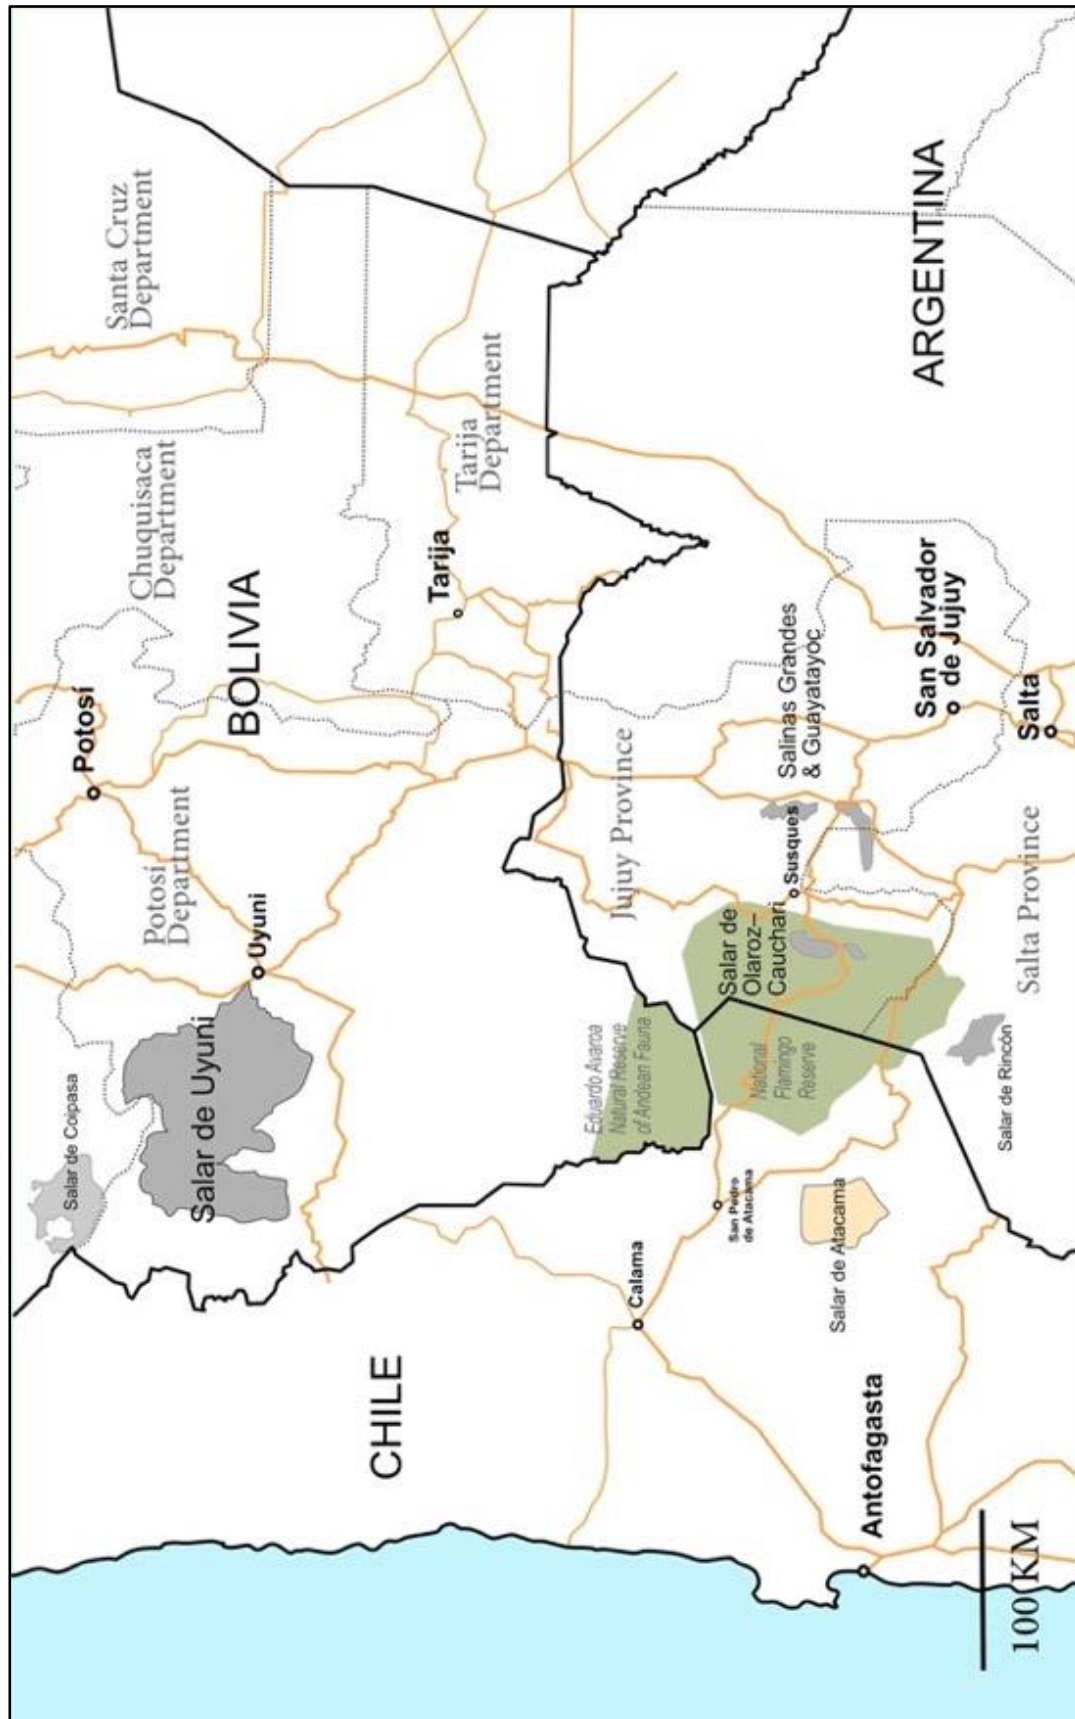 Santa Cruz
Department
Chuquisaca
Department
BOLIVIA
Potosí
Potosí
Department
Uyuni
Salar de Uyuni
Salar de Coipasa
Tarija
Tarija
Department
CHILE
Calama
San Pedro
de Atacama
Eduardo Avaroa
Natural Reserve
of Andean Fauna
National
Flamingo
Reserve
Salar de
Olaroz–
Cauchari
Jujuy Province
Susques
Salinas Grandes
& Guayatayoc
ARGENTINA
San Salvador
de Jujuy
Salta
Salta Province
Salar de Rincón
Salar de Atacama
Antofagasta
100 KM